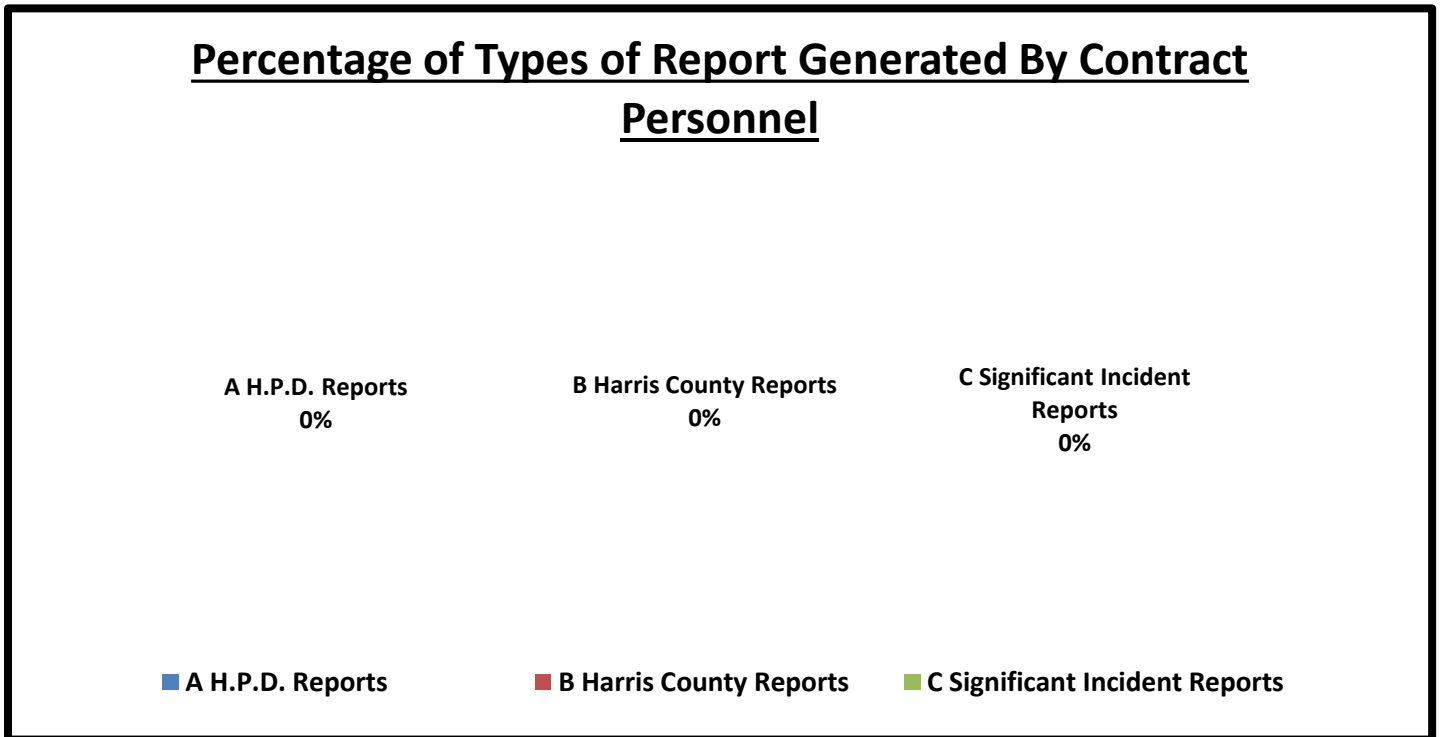 Percentage of Types of Report Generated By Contract
Personnel
A H.P.D. Reports
0%
B Harris County Reports
0%
C Significant Incident
Reports
0%
A H.P.D. Reports
B Harris County Reports
C Significant Incident Reports